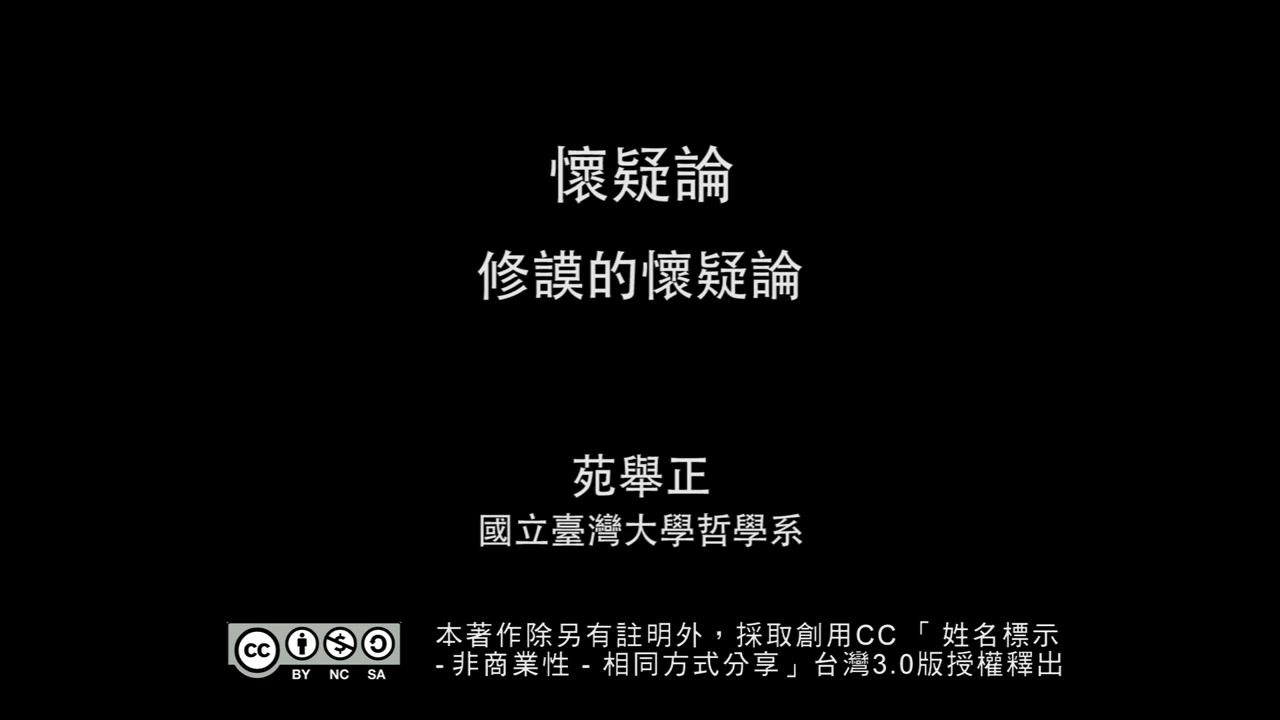 懷疑論
修謨的懷疑論
苑舉正
國立臺灣大學哲學系
本著作除另有註明外，採取創用CC「 姓名標示
- 非商業性 - 相同方式分享」台灣3.0版授權釋出
cc
BY NC SA